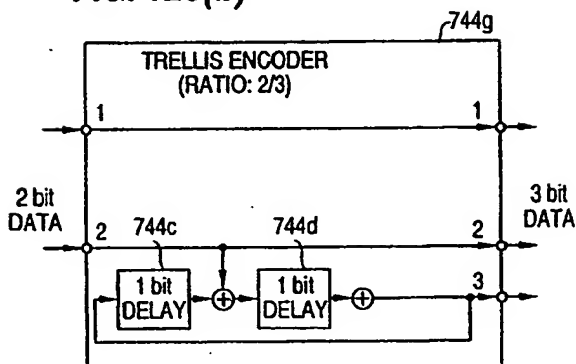 744g
TRELLIS ENCODER
(RATIO: 2/3)
1
1
2 bit
DATA
3 bit
DATA
2
744c
744d
2
1 bit
DELAY
1 bit
DELAY
3